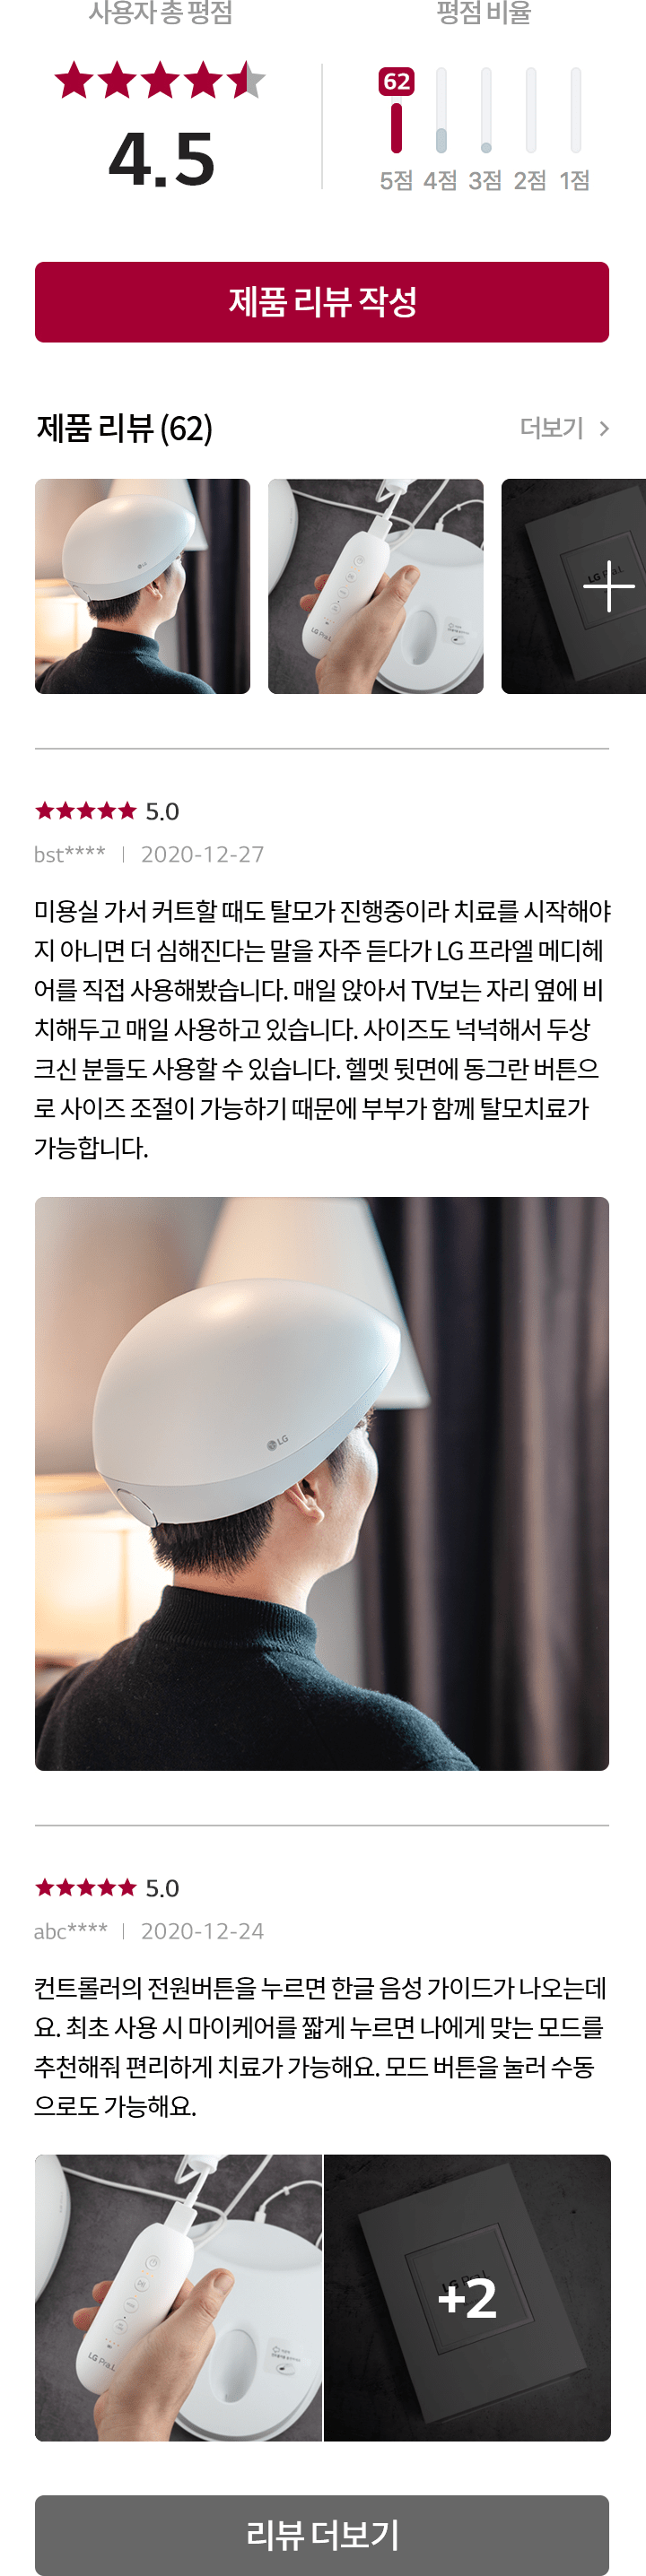 사용자 총 평점
평점 비율
62
4.5
5점 4점 3점 2점 1점
제품 리뷰 작성
제품 리뷰 (62)
더보기
LG
LG Pra.L
LG Pra.L
5.0
bst**** | 2020-12-27
미용실 가서 커트할 때도 탈모가 진행중이라 치료를 시작해야
지 아니면 더 심해진다는 말을 자주 듣다가 LG 프라엘 메디헤
어를 직접 사용해봤습니다. 매일 앉아서 TV보는 자리 옆에 비
치해두고 매일 사용하고 있습니다. 사이즈도 넉넉해서 두상
크신 분들도 사용할 수 있습니다. 헬멧 뒷면에 동그란 버튼으
로 사이즈 조절이 가능하기 때문에 부부가 함께 탈모치료가
가능합니다.
LG
5.0
abc**** | 2020-12-24
컨트롤러의 전원버튼을 누르면 한글 음성 가이드가 나오는데
요. 최초 사용 시 마이케어를 짧게 누르면 나에게 맞는 모드를
추천해줘 편리하게 치료가 가능해요. 모드 버튼을 눌러 수동
으로도 가능해요.
LG Pra.L
LG Pra.L
+2
리뷰 더보기